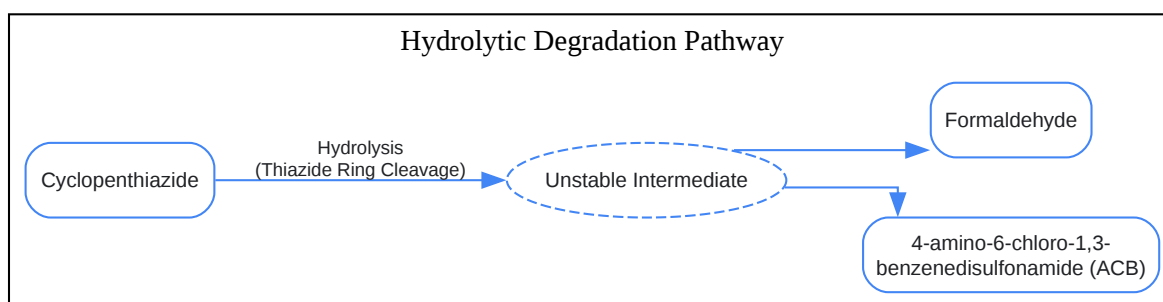 Hydrolytic Degradation Pathway
Formaldehyde
Hydrolysis
(Thiazide Ring Cleavage)
Cyclopenthiazide
Unstable Intermediate
4-amino-6-chloro-1,3-
benzenedisulfonamide (ACB)